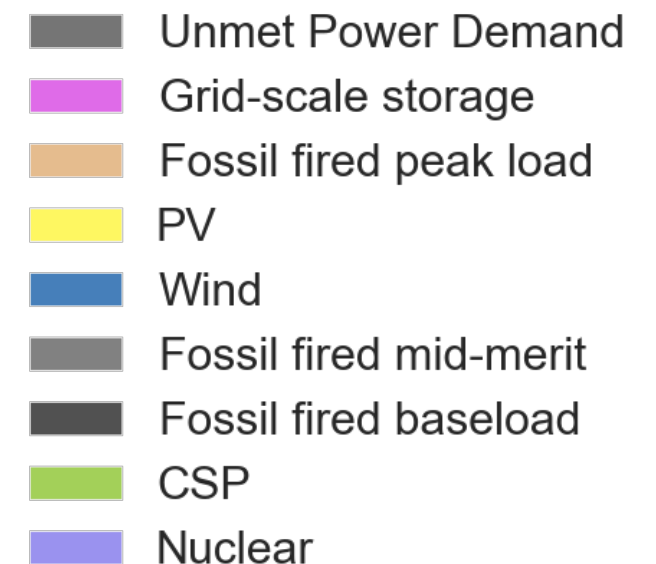 Unmet Power Demand
Grid-scale storage
Fossil fired peak load
PV
Wind
Fossil fired mid-merit
Fossil fired baseload
CSP
Nuclear